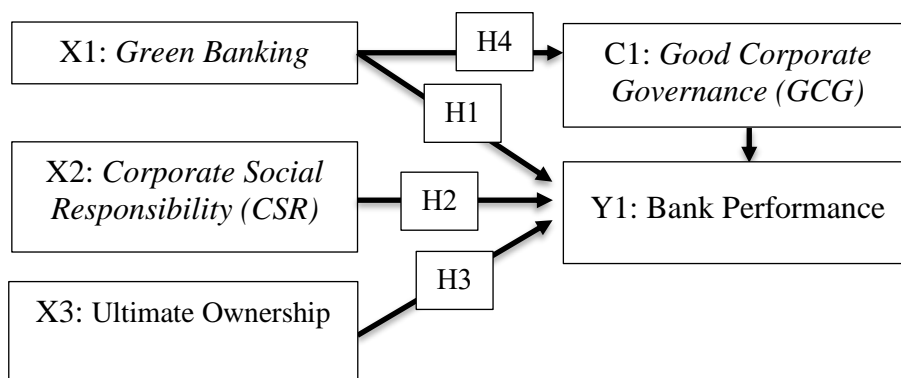 X1: Green Banking
H4
C1: Good Corporate
Governance (GCG)
H1
X2: Corporate Social
Responsibility (CSR)
H2
Y1: Bank Performance
H3
X3: Ultimate Ownership